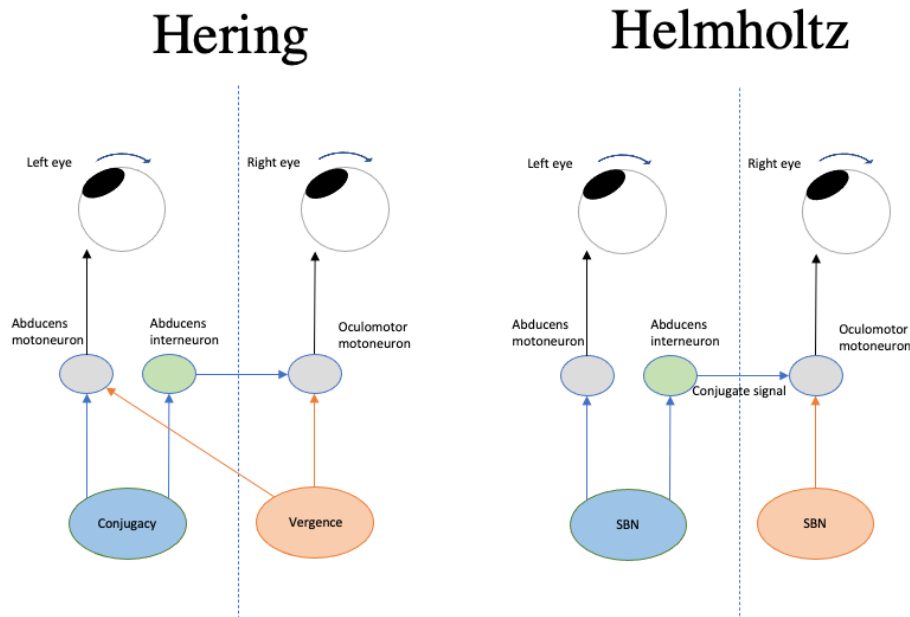 Hering
Left eye
Right eye
Abducens
motoneuron
Abducens
interneuron
Oculomotor
motoneuron
Conjugacy
Vergence
Helmholtz
Left eye
Right eye
Abducens
motoneuron
Abducens
interneuron
Oculomotor
motoneuron
Conjugate signal
SBN
SBN